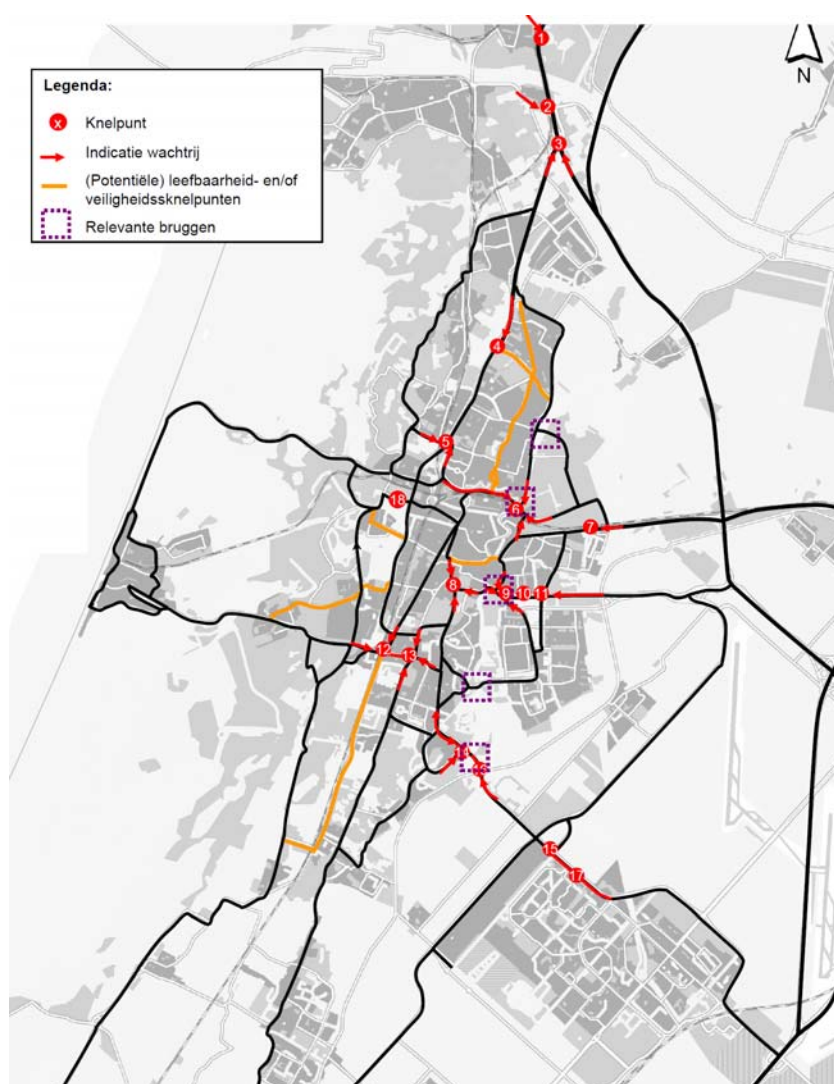 N
Legenda:
x Knelpunt
Indicatie wachtrij
(Potentiële) leefbaarheid- en/of
veiligheidssknelpunten
Relevante bruggen
1
2
3
4
5
18
6
7
8
9 10 11
12
13
15
17